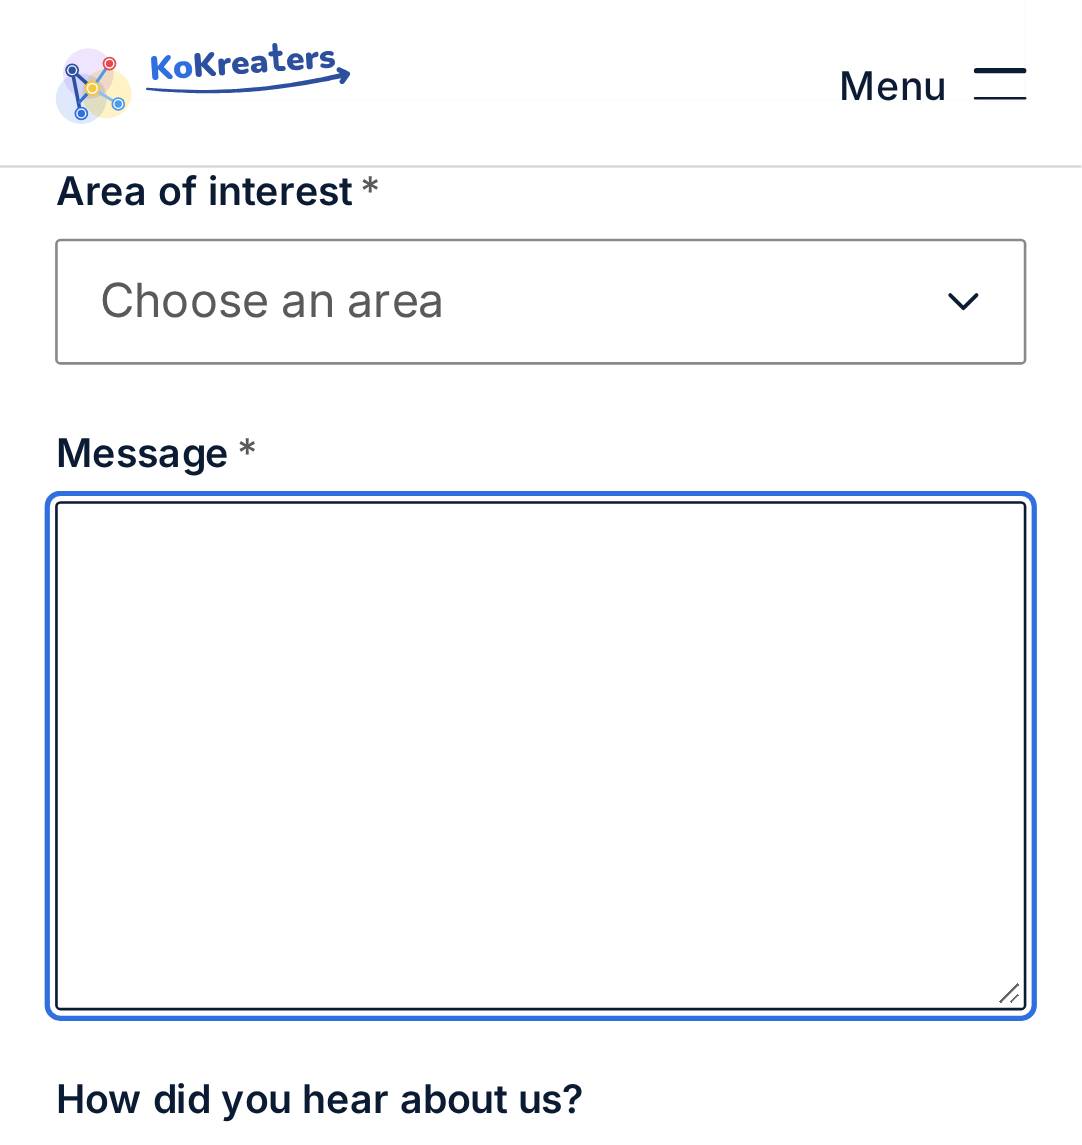 KoKreaters
Menu
Area of interest *
Choose an area
Message *
How did you hear about us?